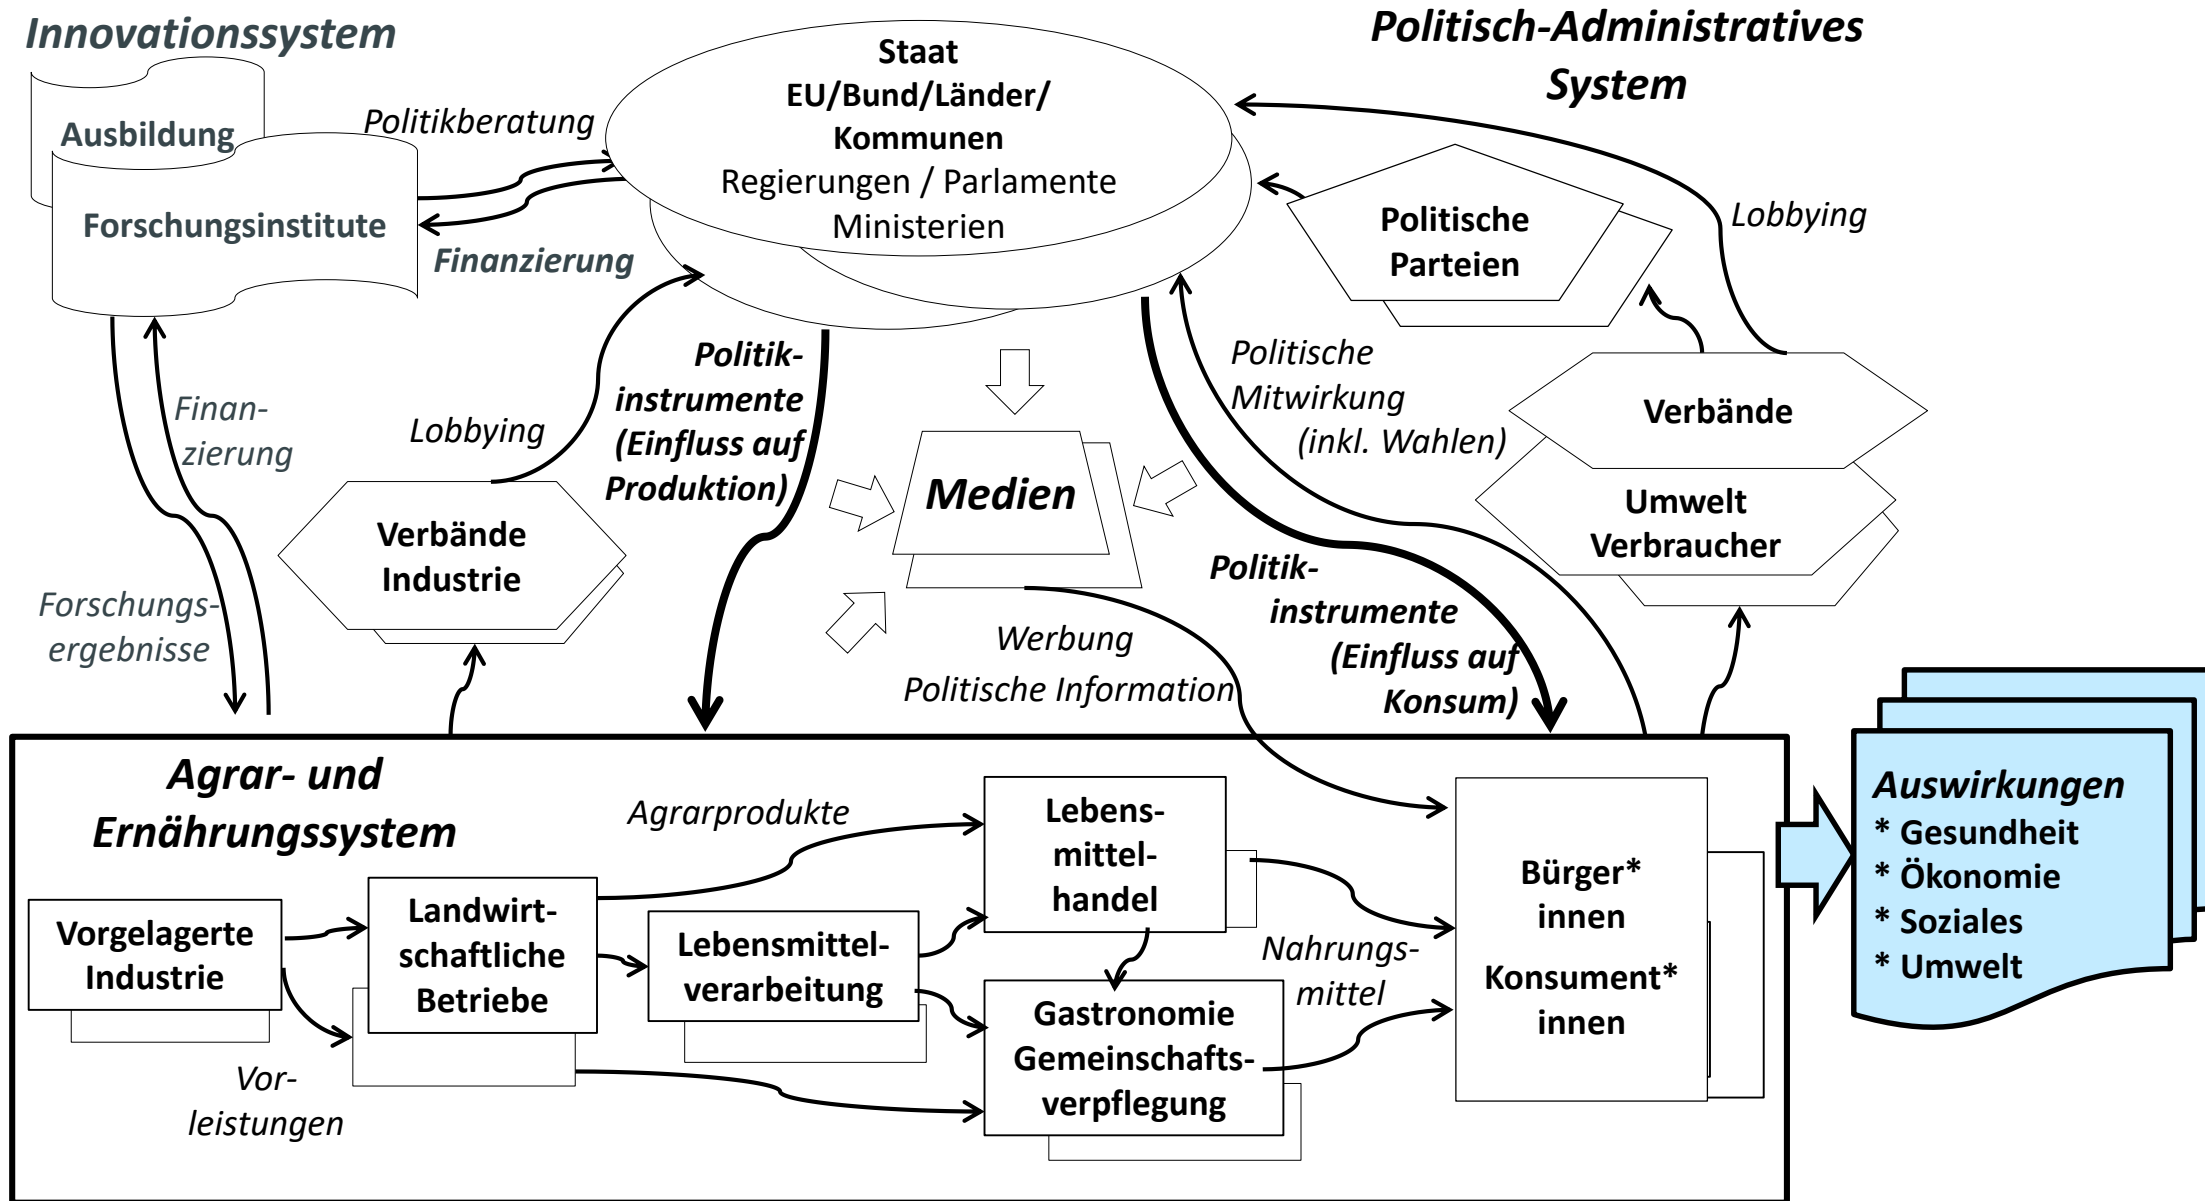 Innovationssystem
Ausbildung
Forschungsinstitute
Politikberatung
Finanzierung
Staat
EU/Bund/Länder/
Kommunen
Regierungen / Parlamente
Ministerien
Politisch-Administratives
System
Politische
Parteien
Lobbying
Verbände
Umwelt
Verbraucher
Politische
Mitwirkung
(inkl. Wahlen)
Finan-
zierung
Forschungs-
ergebnisse
Lobbying
Verbände
Industrie
Politik-
instrumente
(Einfluss auf
Produktion)
Medien
Werbung
Politische Information
Politik-
instrumente
(Einfluss auf
Konsum)
Agrar- und
Ernährungssystem
Vorgelagerte
Industrie
Vor-
leistungen
Landwirt-
schaftliche
Betriebe
Agrarprodukte
Lebensmittel-
verarbeitung
Lebens-
mittel-
handel
Gastronomie
Gemeinschafts-
verpflegung
Nahrungs-
mittel
Bürger*
innen
Konsument*
innen
Auswirkungen
* Gesundheit
* Ökonomie
* Soziales
* Umwelt